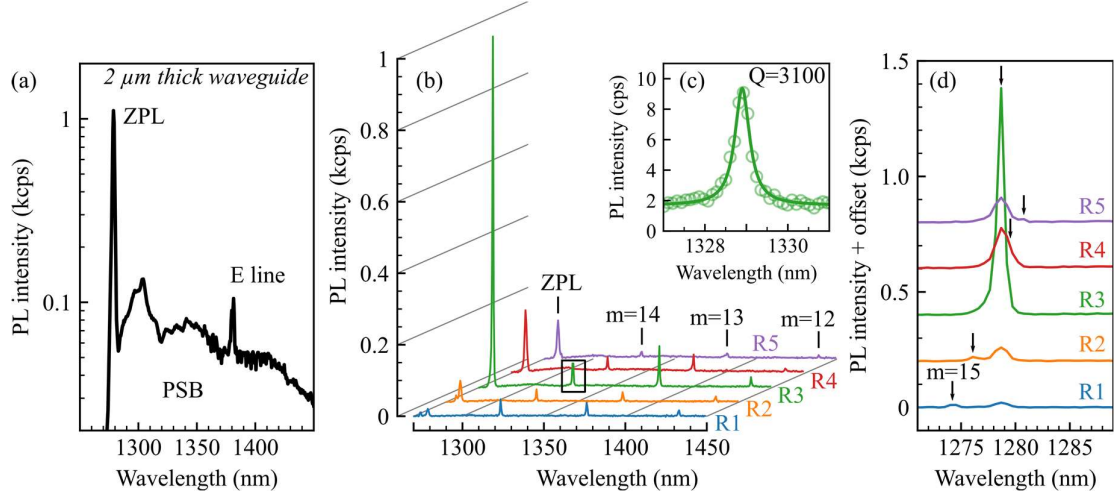 (a)
2 µm thick waveguide
ZPL
E line
PSB
1
0.1
PL intensity (kcps)
1300
1400
Wavelength (nm)
(b)
1
0.8
0.6
0.4
0.2
0
PL intensity (kcps)
ZPL
m=14
m=13
m=12
R5
R4
R3
R2
R1
1300
1350
1400
1450
Wavelength (nm)
(c)
Q=3100
10
8
6
4
2
0
PL intensity (cps)
1328
1330
Wavelength (nm)
(d)
1.5
1.0
0.5
0
PL intensity + offset (kcps)
R5
R4
R3
R2
m=15
R1
1275
1280
1285
Wavelength (nm)